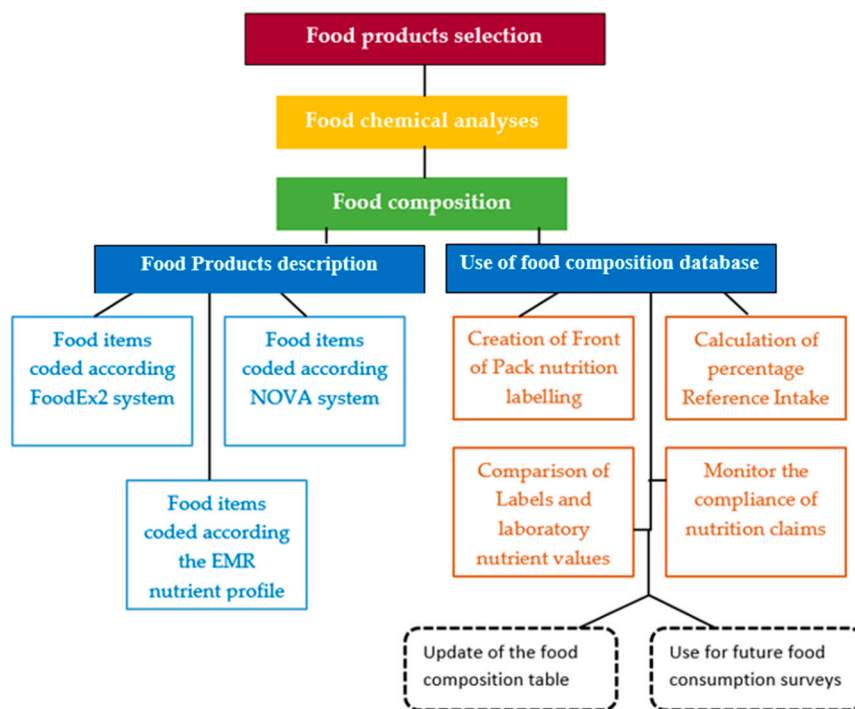 Food products selection
Food chemical analyses
Food composition
Food Products description
Use of food composition database
Food items
coded according
FoodEx2 system
Food items
coded according
NOVA system
Food items
coded according
the EMR
nutrient profile
Creation of Front
of Pack nutrition
labelling
Calculation of
percentage
Reference Intake
Comparison of
Labels and
laboratory
nutrient values
Monitor the
compliance of
nutrition claims
Update of the food
composition table
Use for future food
consumption surveys